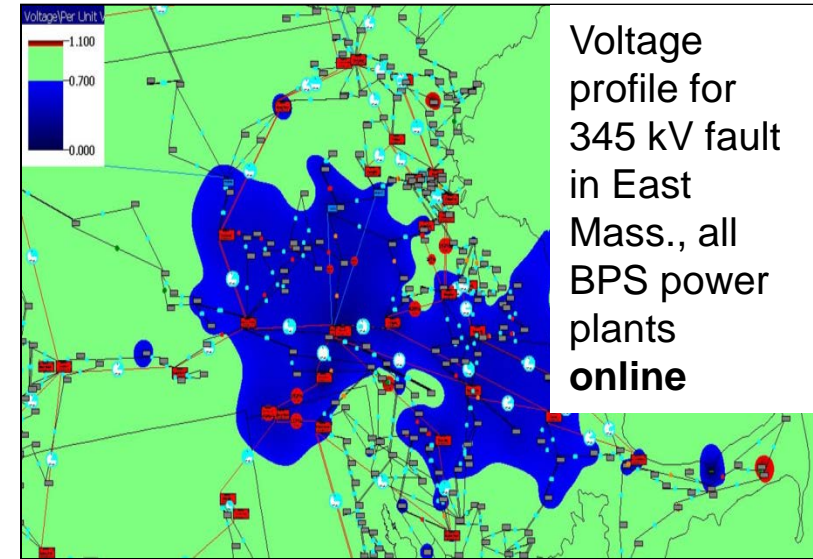 Voltage\Per Unit V
1.100
0.700
0.000
Voltage
profile for
345 kV fault
in East
Mass., all
BPS power
plants
online